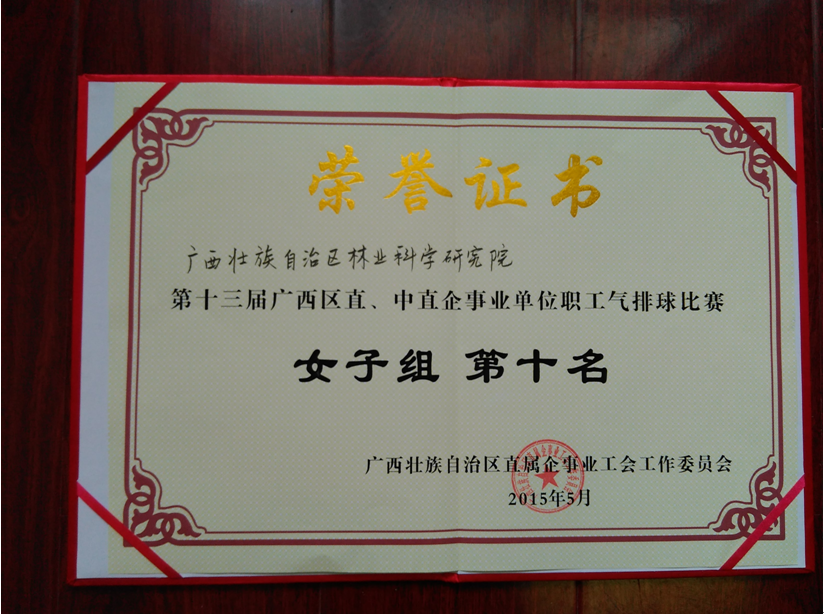 荣誉证书
广西壮族自治区林业科学研究院
第十三届广西区直、中直企事业单位职工气排球比赛
女子组 第十名
广西壮族自治区直属企事业工会工作委员会
2015年5月